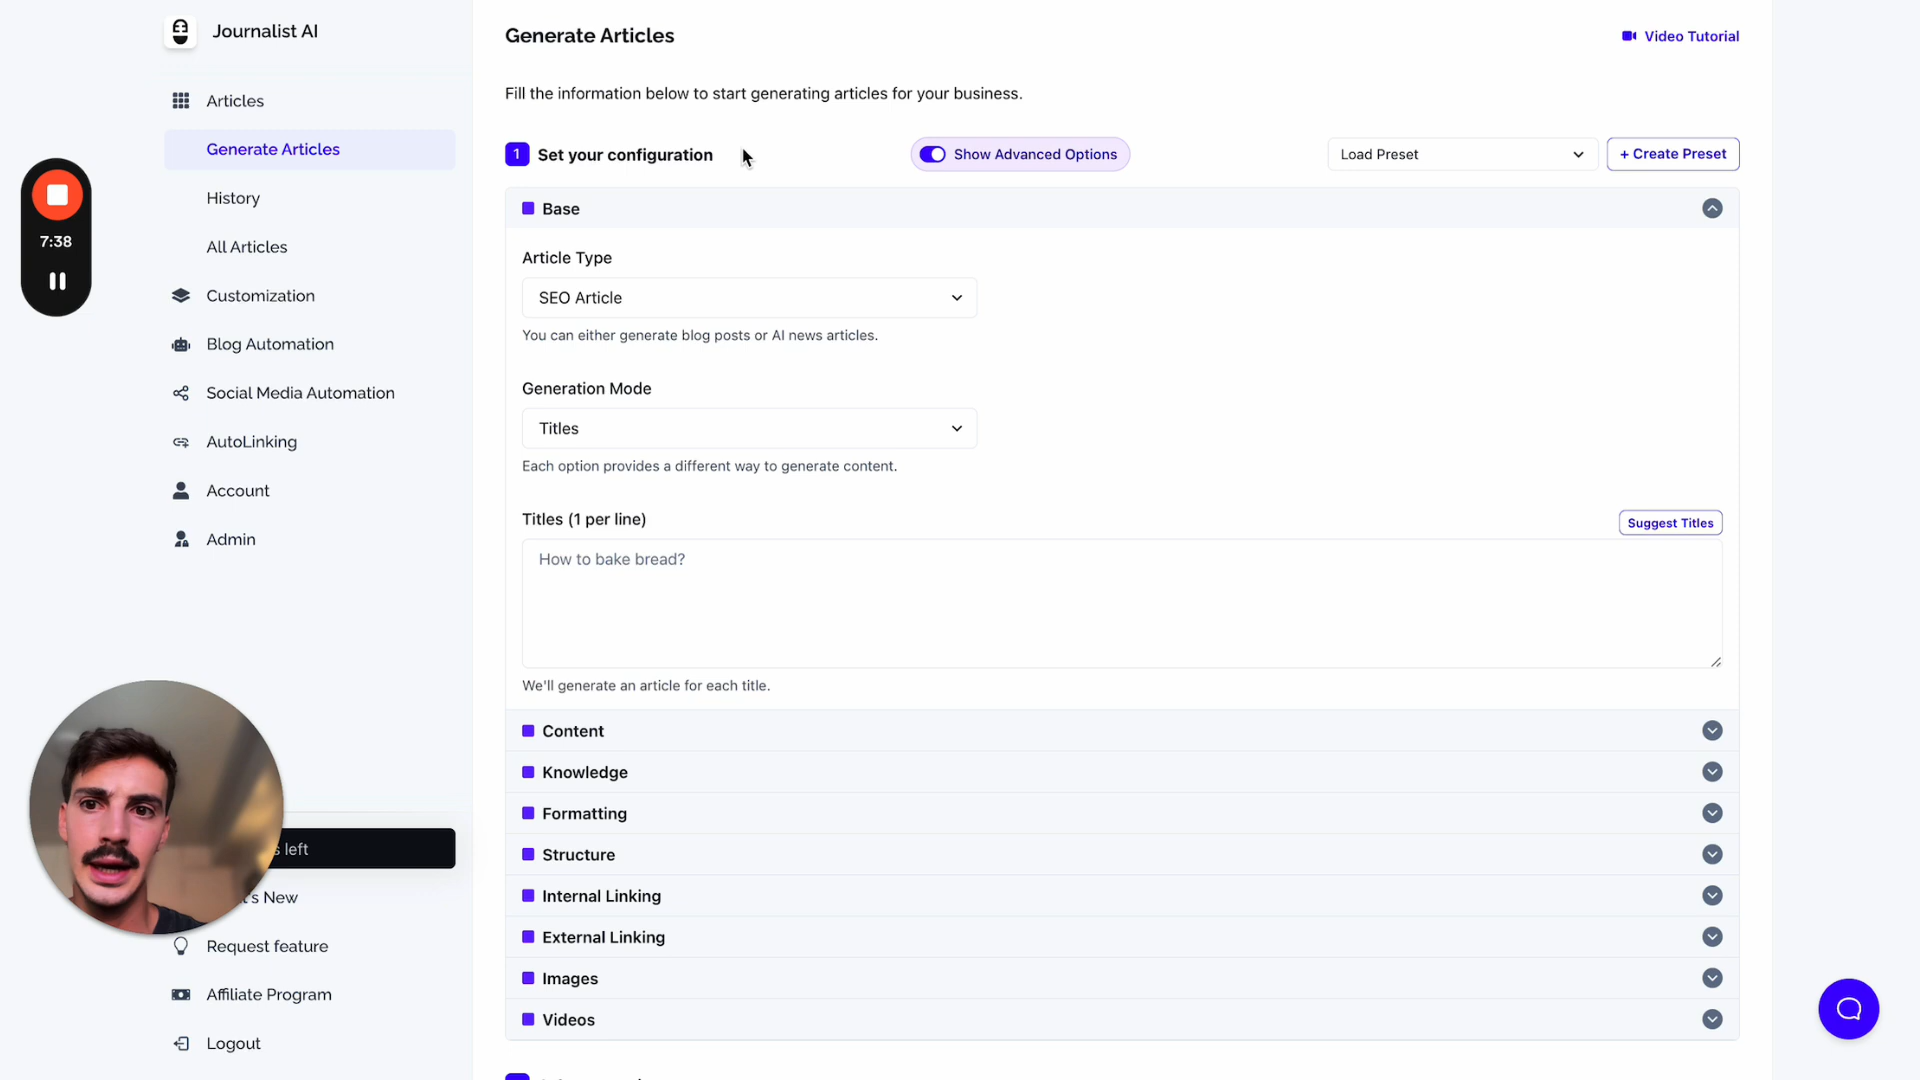 Journalist AI
Articles
Generate Articles
History
All Articles
Customization
Blog Automation
Social Media Automation
AutoLinking
Account
Admin
7:38
left
New
Request feature
Affiliate Program
Logout
Generate Articles
Video Tutorial
Fill the information below to start generating articles for your business.
1 Set your configuration
Show Advanced Options
Load Preset
+ Create Preset
Base
Article Type
SEO Article
You can either generate blog posts or AI news articles.
Generation Mode
Titles
Each option provides a different way to generate content.
Titles (1 per line)
Suggest Titles
How to bake bread?
We'll generate an article for each title.
Content
Knowledge
Formatting
Structure
Internal Linking
External Linking
Images
Videos